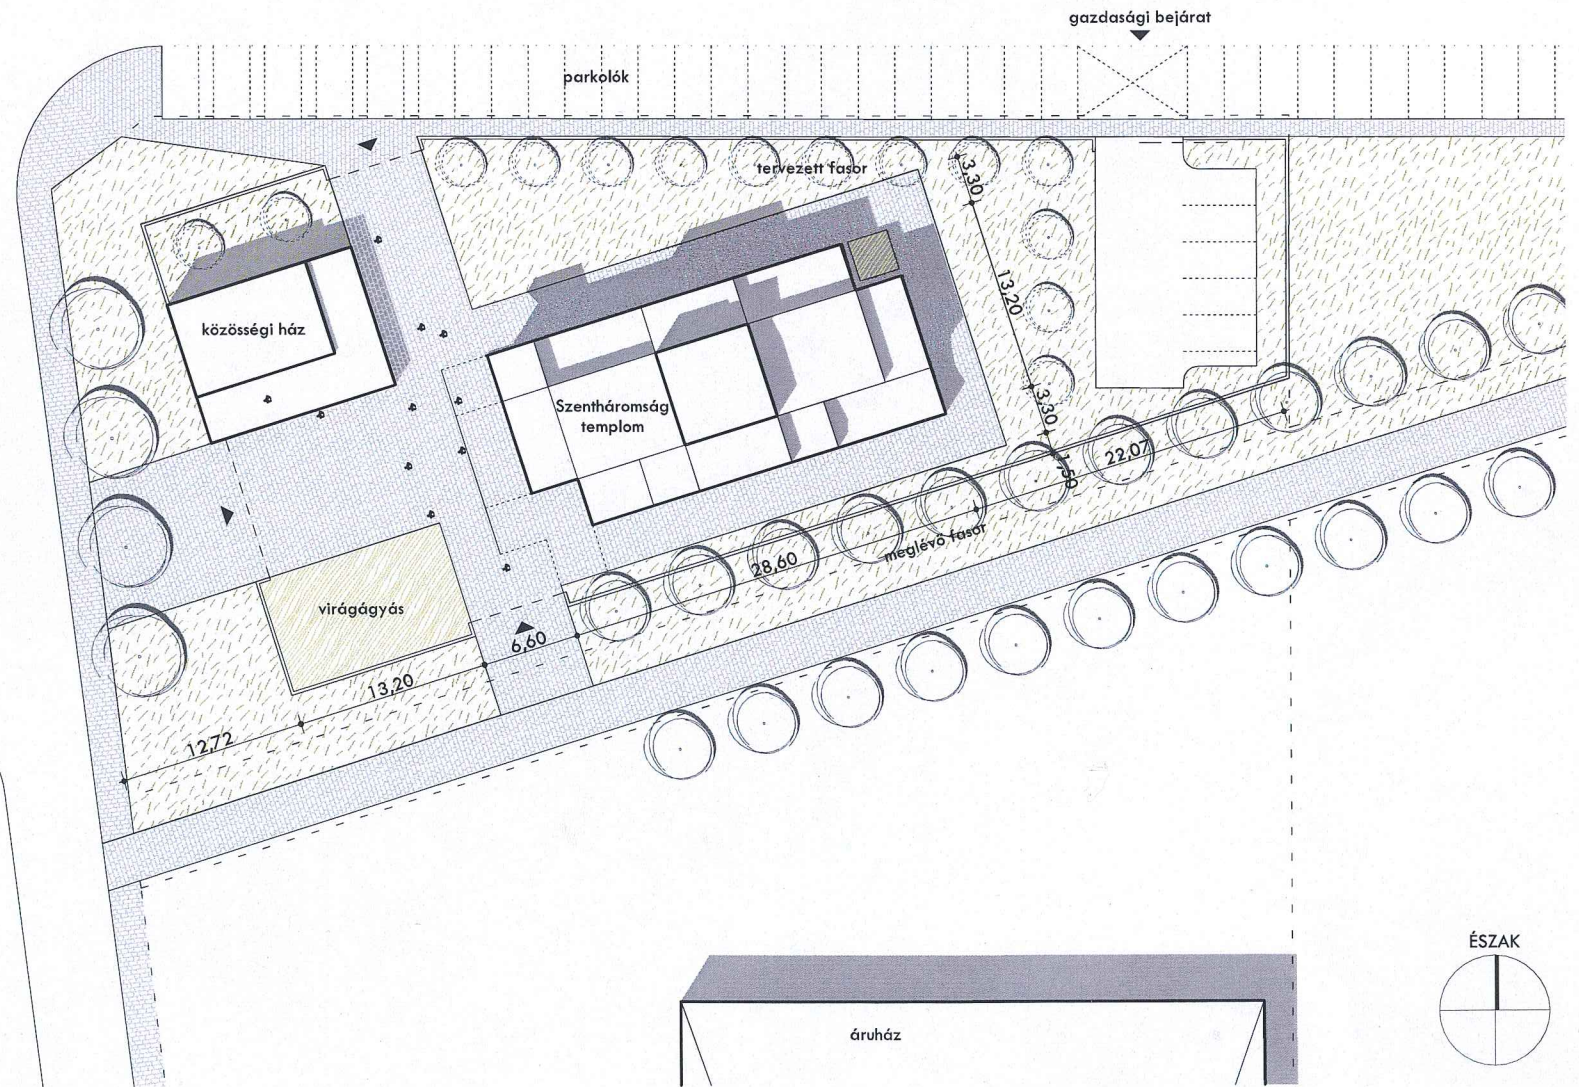 gazdasági bejárat
parkolók
tervezett fasor
3,30
13,20
3,30
1,50
közösségi ház
Szentháromság
templom
22,07
meglévő fasor
28,60
virágágyás
6,60
13,20
12,72
ÉSZAK
áruház